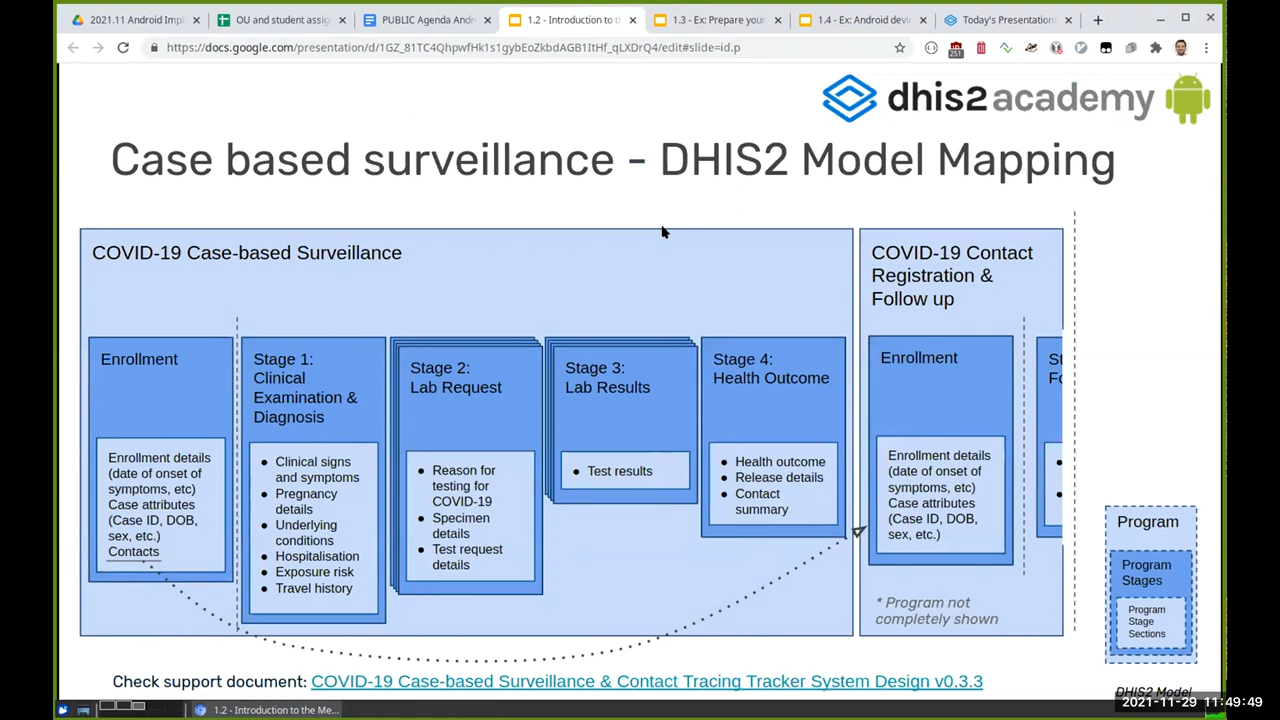 2021.11 Android Impl
OU and student assig
PUBLIC Agenda And
1.2 - Introduction to th
1.3 - Ex: Prepare your
1.4 - Ex: Android devi
Today's Presentation
https://docs.google.com/presentation/d/1GZ_81TC4QhpwfHk1s1gybEoZkbdAGB1ItHf_qLXDrQ4/edit#slide=id.p
251
dhis2 academy
Case based surveillance - DHIS2 Model Mapping
COVID-19 Case-based Surveillance
Enrollment
Enrollment details
(date of onset of
symptoms, etc)
Case attributes
(Case ID, DOB,
sex, etc.)
Contacts
Stage 1:
Clinical
Examination &
Diagnosis
● Clinical signs
and symptoms
● Pregnancy
details
● Underlying
conditions
● Hospitalisation
● Exposure risk
● Travel history
Stage 2:
Lab Request
● Reason for
testing for
COVID-19
● Specimen
details
● Test request
details
Stage 3:
Lab Results
● Test results
Stage 4:
Health Outcome
● Health outcome
● Release details
● Contact
summary
COVID-19 Contact
Registration &
Follow up
Enrollment
Enrollment details
(date of onset of
symptoms, etc)
Case attributes
(Case ID, DOB,
sex, etc.)
St
Fo
* Program not
completely shown
Program
Program
Stages
Program
Stage
Sections
DHIS2 Model
Check support document: COVID-19 Case-based Surveillance & Contact Tracing Tracker System Design v0.3.3
1.2 - Introduction to the Me...
2021-11-29 11:49:49